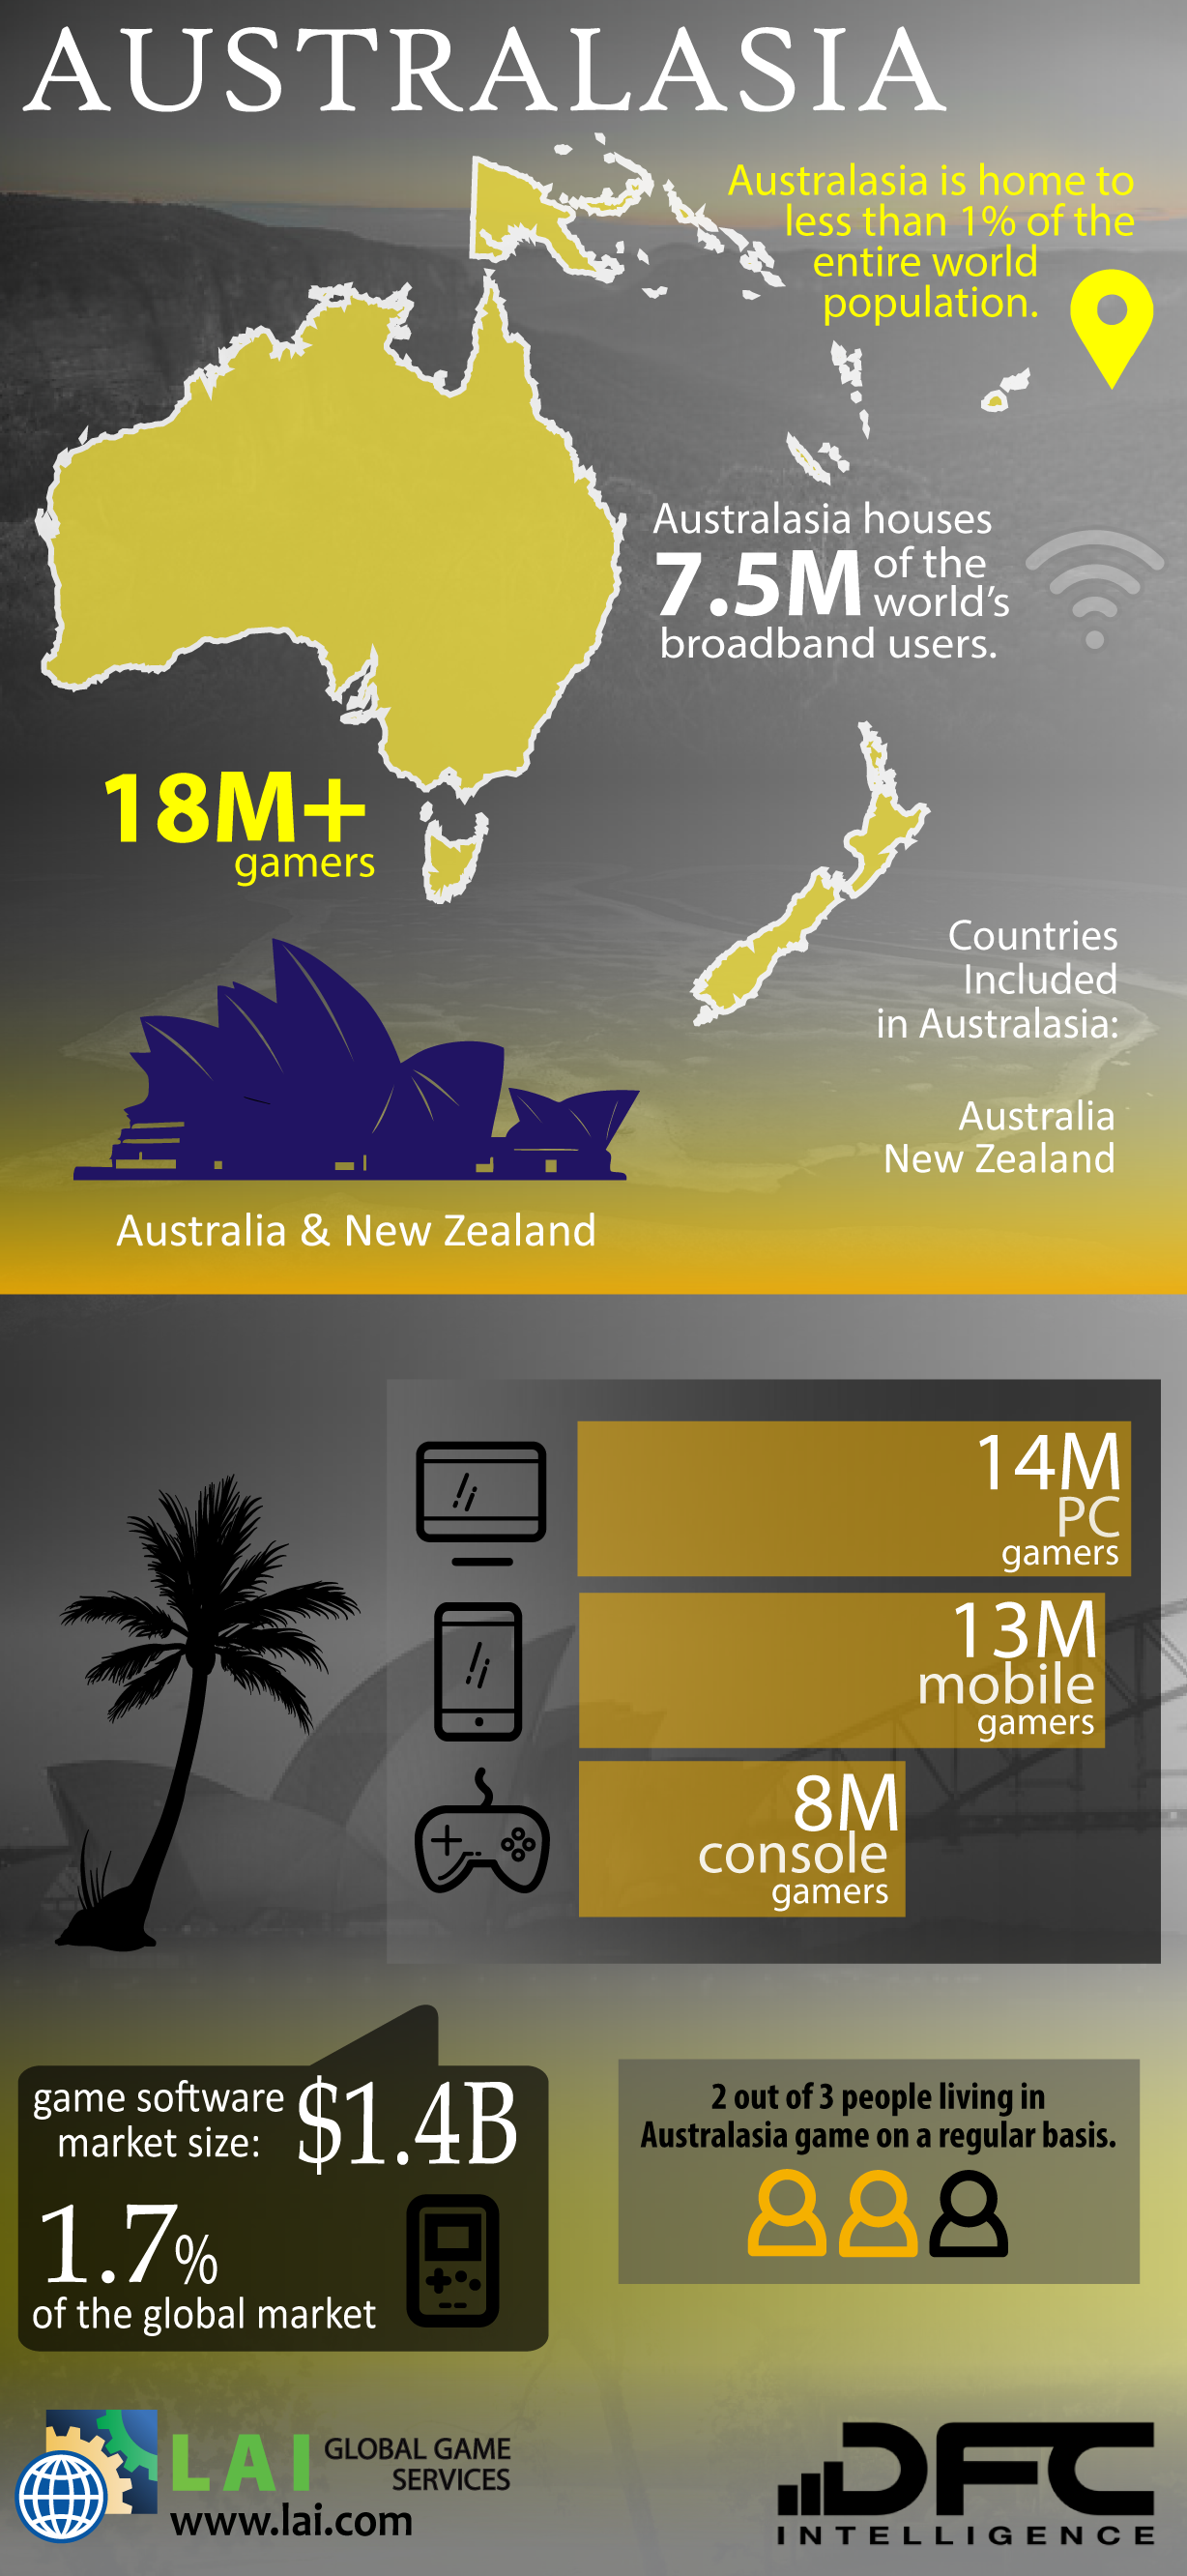 AUSTRALASIA
Australasia is home to
less than 1% of the
entire world
population.
Australasia houses
7.5M of the
world's
broadband users.
18M+
gamers
Countries
Included
in Australasia:
Australia
New Zealand
Australia & New Zealand
14M
PC
gamers
13M
mobile
gamers
8M
console
gamers
game software
market size: $1.4B
1.7%
of the global market
2 out of 3 people living in
Australasia game on a regular basis.
LAI GLOBAL GAME
SERVICES
www.lai.com
DFC
INTELLIGENCE